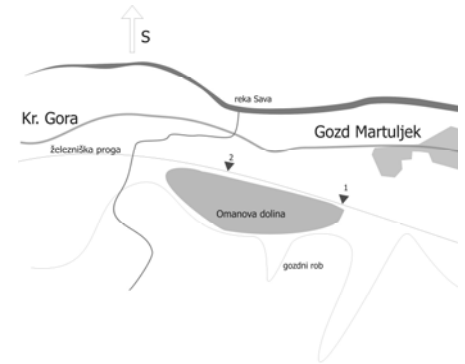 S
reka Sava
Kr. Gora
Gozd Martuljek
železniška proga
2
1
Omanova dolina
gozdni rob